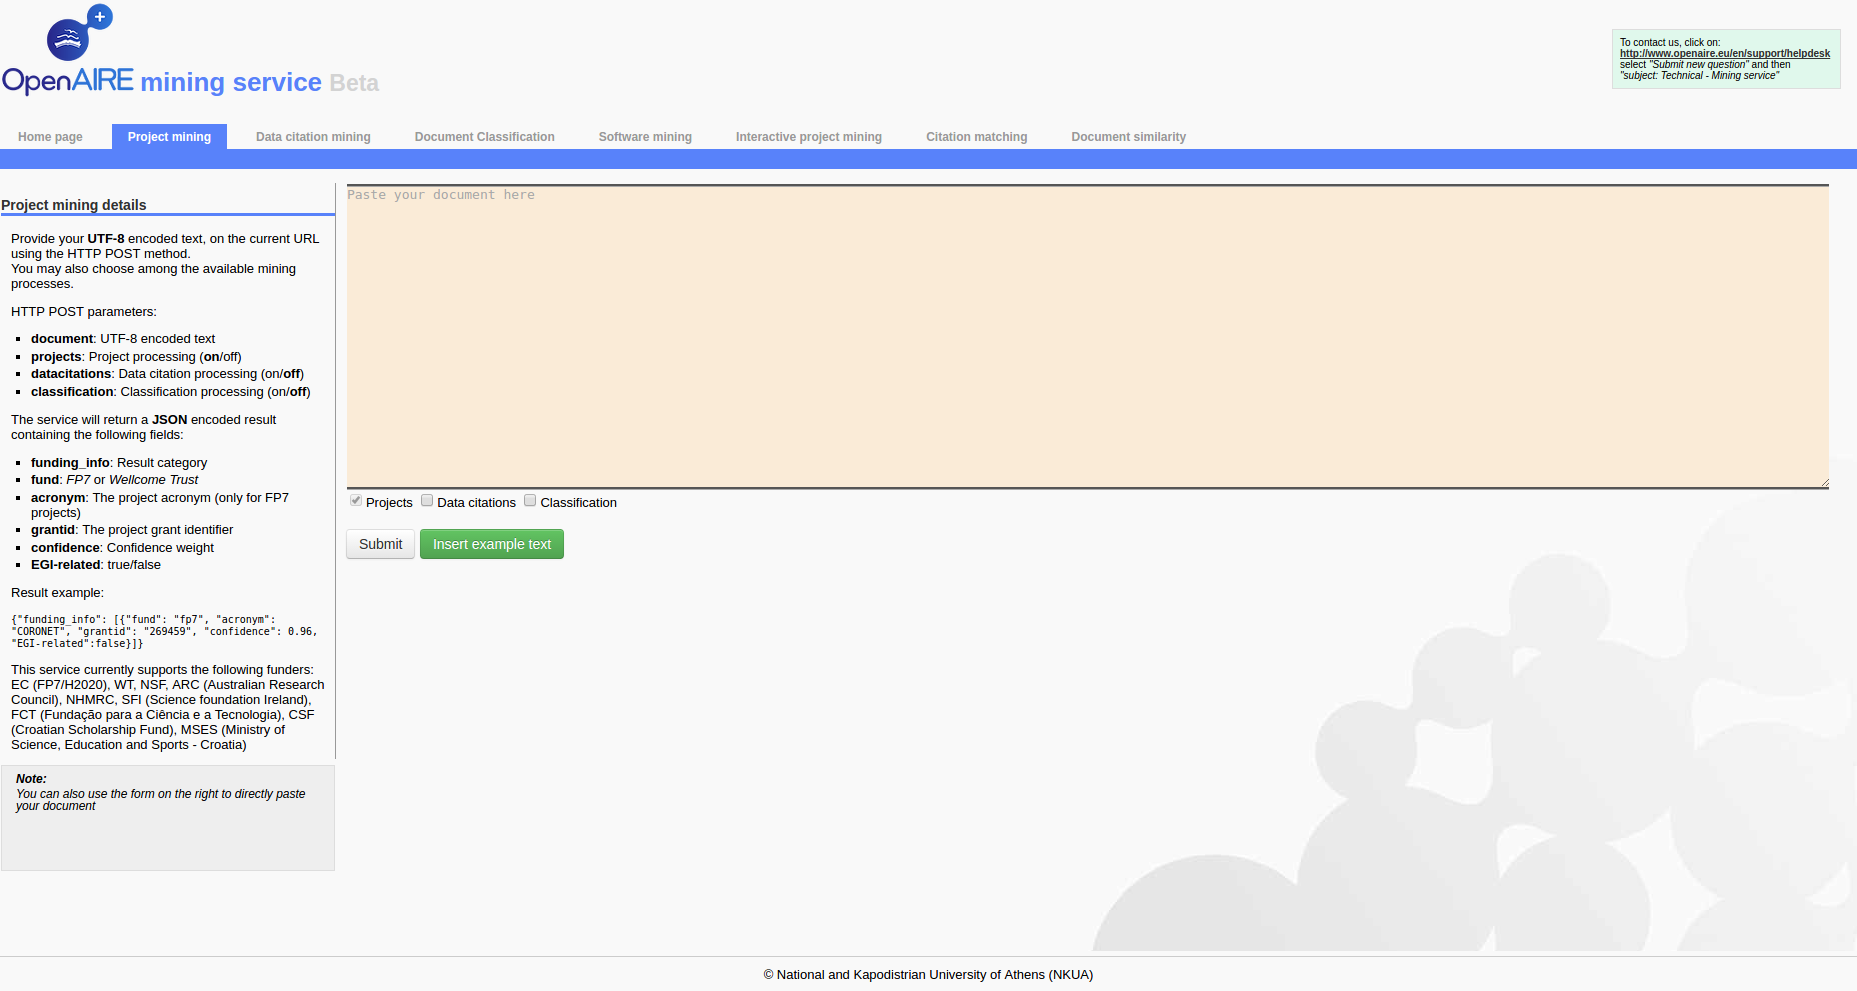 +
OpenAIRE mining service Beta
To contact us, click on:
http://www.openaire.eu/en/support/helpdesk
select "Submit new question" and then
"subject: Technical - Mining service"
Home page Project mining Data citation mining Document Classification Software mining Interactive project mining Citation matching Document similarity
Project mining details
Provide your UTF-8 encoded text, on the current URL
using the HTTP POST method.
You may also choose among the available mining
processes.
HTTP POST parameters:
document: UTF-8 encoded text
projects: Project processing (on/off)
datacitations: Data citation processing (on/off)
classification: Classification processing (on/off)
The service will return a JSON encoded result
containing the following fields:
funding_info: Result category
fund: FP7 or Wellcome Trust
acronym: The project acronym (only for FP7
projects)
grantid: The project grant identifier
confidence: Confidence weight
EGI-related: true/false
Result example:
{"funding_info": [{"fund": "fp7", "acronym":
"CORONET", "grantid": "269459", "confidence": 0.96,
"EGI-related":false}]}
This service currently supports the following funders:
EC (FP7/H2020), WT, NSF, ARC (Australian Research
Council), NHMRC, SFI (Science foundation Ireland),
FCT (Fundação para a Ciência e a Tecnologia), CSF
(Croatian Scholarship Fund), MSES (Ministry of
Science, Education and Sports - Croatia)
Note:
You can also use the form on the right to directly paste
your document
Paste your document here
Projects Data citations Classification
Submit Insert example text
© National and Kapodistrian University of Athens (NKUA)